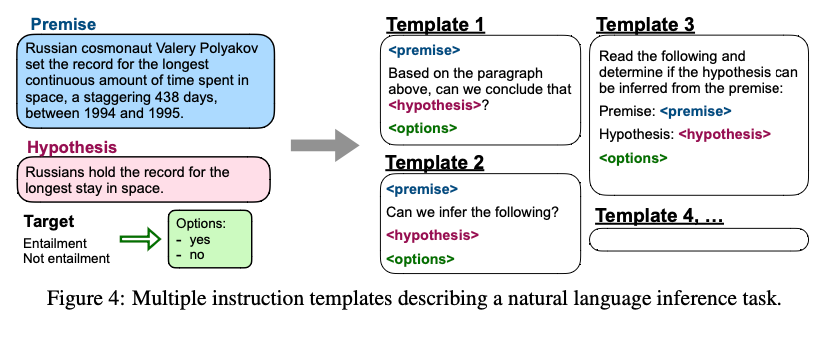 Premise
Russian cosmonaut Valery Polyakov
set the record for the longest
continuous amount of time spent in
space, a staggering 438 days,
between 1994 and 1995.
Hypothesis
Russians hold the record for the
longest stay in space.
Target
Entailment
Not entailment
Options:
- yes
- no
Template 1
<premise>
Based on the paragraph
above, can we conclude that
<hypothesis>?
<options>
Template 2
<premise>
Can we infer the following?
<hypothesis>
<options>
Template 3
Read the following and
determine if the hypothesis can
be inferred from the premise:
Premise: <premise>
Hypothesis: <hypothesis>
<options>
Template 4, ...
Figure 4: Multiple instruction templates describing a natural language inference task.